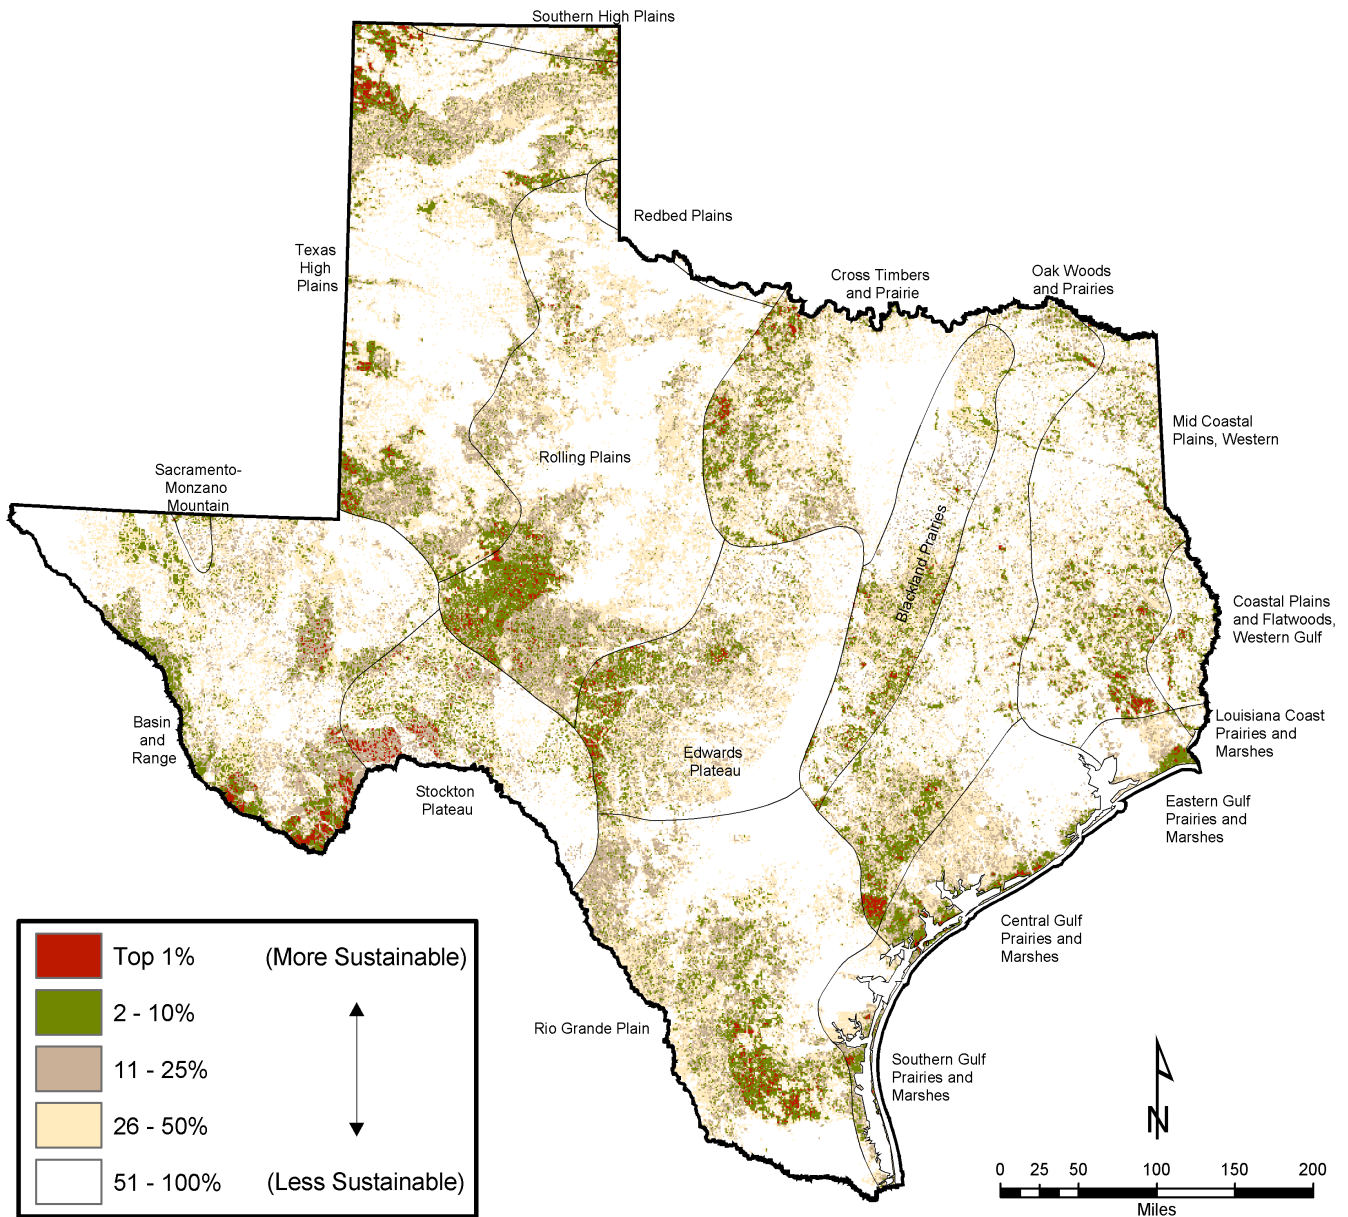 Southern High Plains
Redbed Plains
Texas
High
Plains
Cross Timbers
and Prairie
Oak Woods
and Prairies
Mid Coastal
Plains, Western
Sacramento-
Monzano
Mountain
Rolling Plains
Blackland Prairies
Coastal Plains
and Flatwoods,
Western Gulf
Basin
and
Range
Louisiana Coast
Prairies and
Marshes
Edwards
Plateau
Stockton
Plateau
Eastern Gulf
Prairies and
Marshes
Central Gulf
Prairies and
Marshes
Rio Grande Plain
Southern Gulf
Prairies and
Marshes
Top 1% (More Sustainable)
2 - 10%
11 - 25%
26 - 50%
51 - 100% (Less Sustainable)
N
0 25 50 100 150 200
Miles